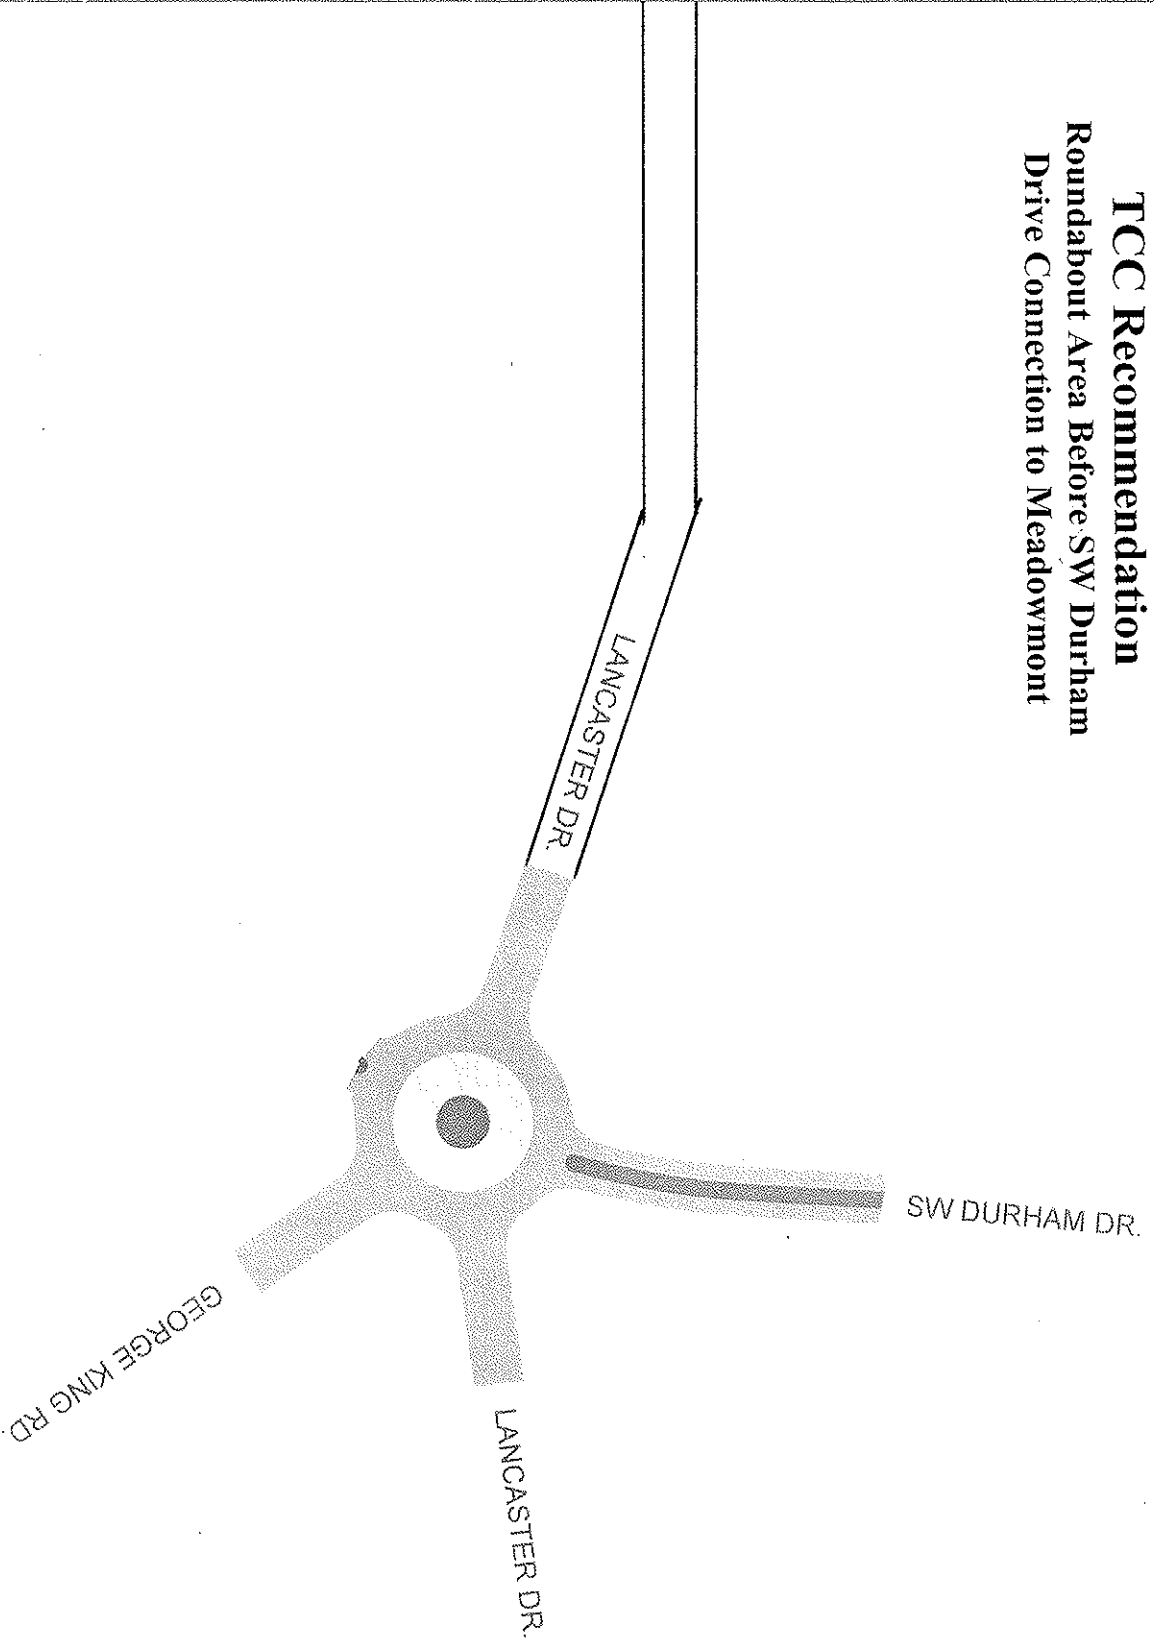 TCC Recommendation
Roundabout Area Before SW Durham
Drive Connection to Meadowmont
LANCASTER DR.
SW DURHAM DR.
GEORGE KING RD.
LANCASTER DR.